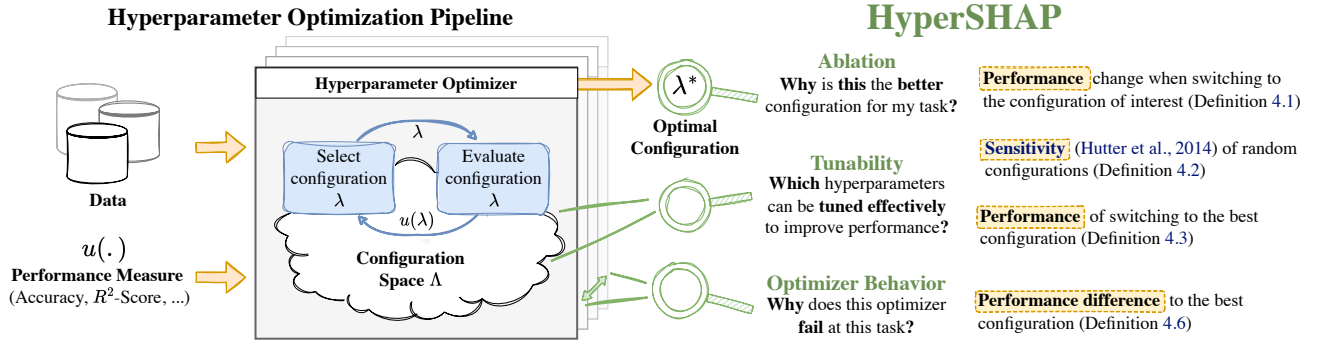 Hyperparameter Optimization Pipeline
HyperSHAP
Hyperparameter Optimizer
λ
Select
configuration
λ
Evaluate
configuration
λ
u(λ)
Configuration
Space Λ
Data
u(.)
Performance Measure
(Accuracy, R²-Score, ...)
λ*
Optimal
Configuration
Ablation
Why is this the better
configuration for my task?
Performance change when switching to
the configuration of interest (Definition 4.1)
Tunability
Which hyperparameters
can be tuned effectively
to improve performance?
Sensitivity (Hutter et al., 2014) of random
configurations (Definition 4.2)
Performance of switching to the best
configuration (Definition 4.3)
Optimizer Behavior
Why does this optimizer
fail at this task?
Performance difference to the best
configuration (Definition 4.6)